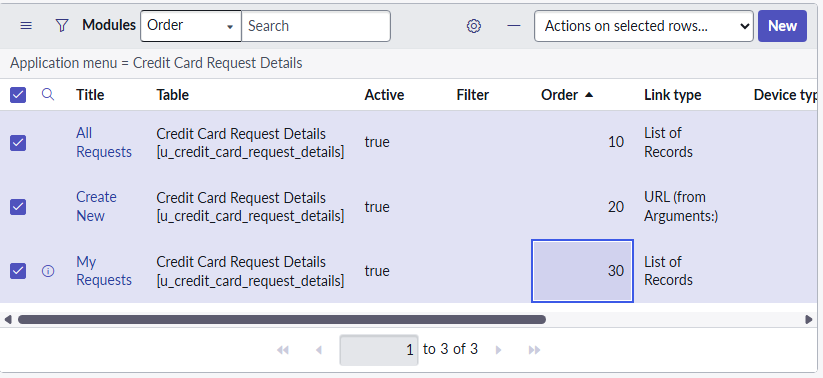 Modules Order Search Actions on selected rows... New
Application menu = Credit Card Request Details
Title Table Active Filter Order Link type Device typ
All Requests Credit Card Request Details [u_credit_card_request_details] true 10 List of Records
Create New Credit Card Request Details [u_credit_card_request_details] true 20 URL (from Arguments:)
My Requests Credit Card Request Details [u_credit_card_request_details] true 30 List of Records
1 to 3 of 3